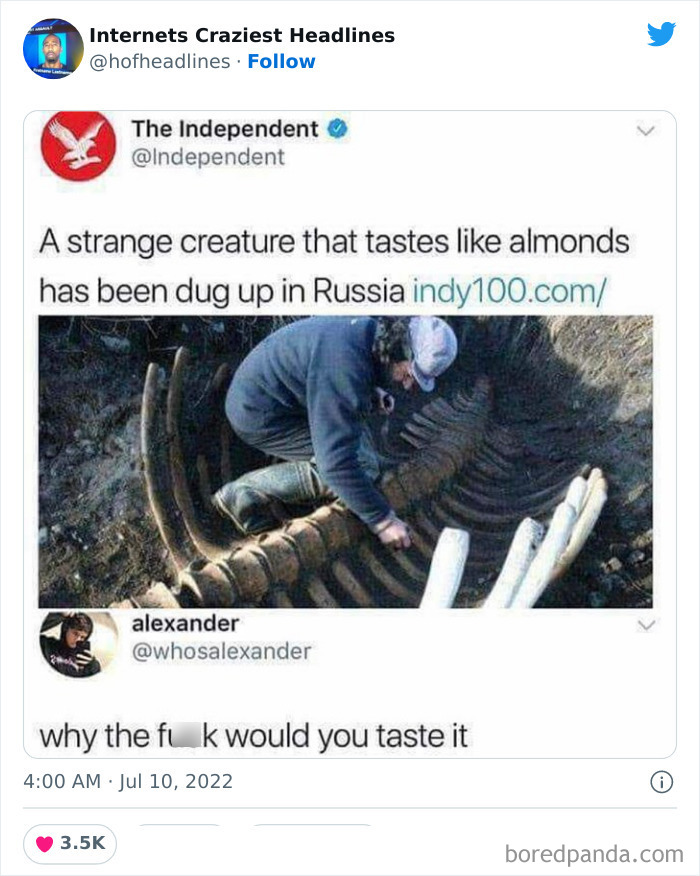 Internets Craziest Headlines
@hofheadlines · Follow
The Independent
@Independent
A strange creature that tastes like almonds
has been dug up in Russia indy100.com/
alexander
@whosalexander
why the fu k would you taste it
4:00 AM · Jul 10, 2022
3.5K
boredpanda.com